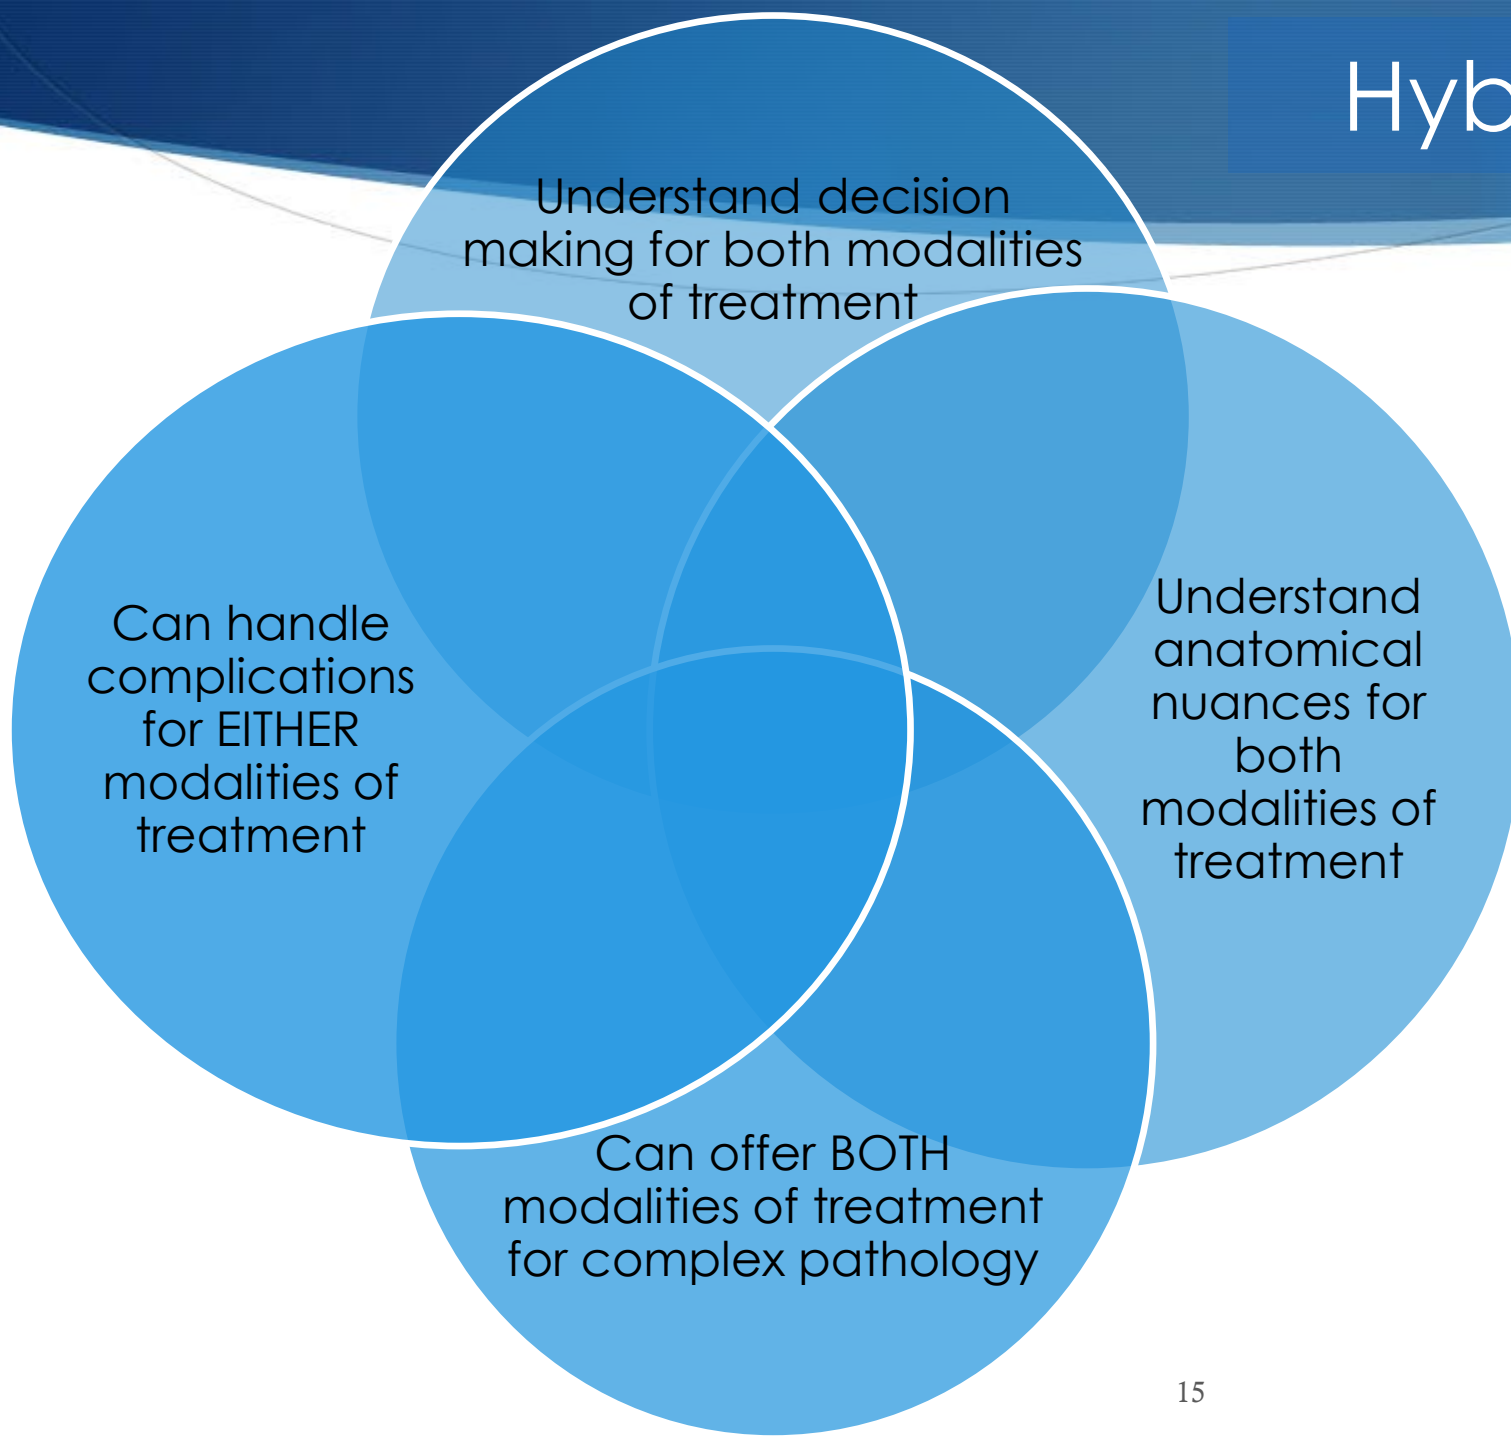 Hyb
Understand decision
making for both modalities
of treatment
Can handle
complications
for EITHER
modalities of
treatment
Understand
anatomical
nuances for
both
modalities of
treatment
Can offer BOTH
modalities of treatment
for complex pathology
15